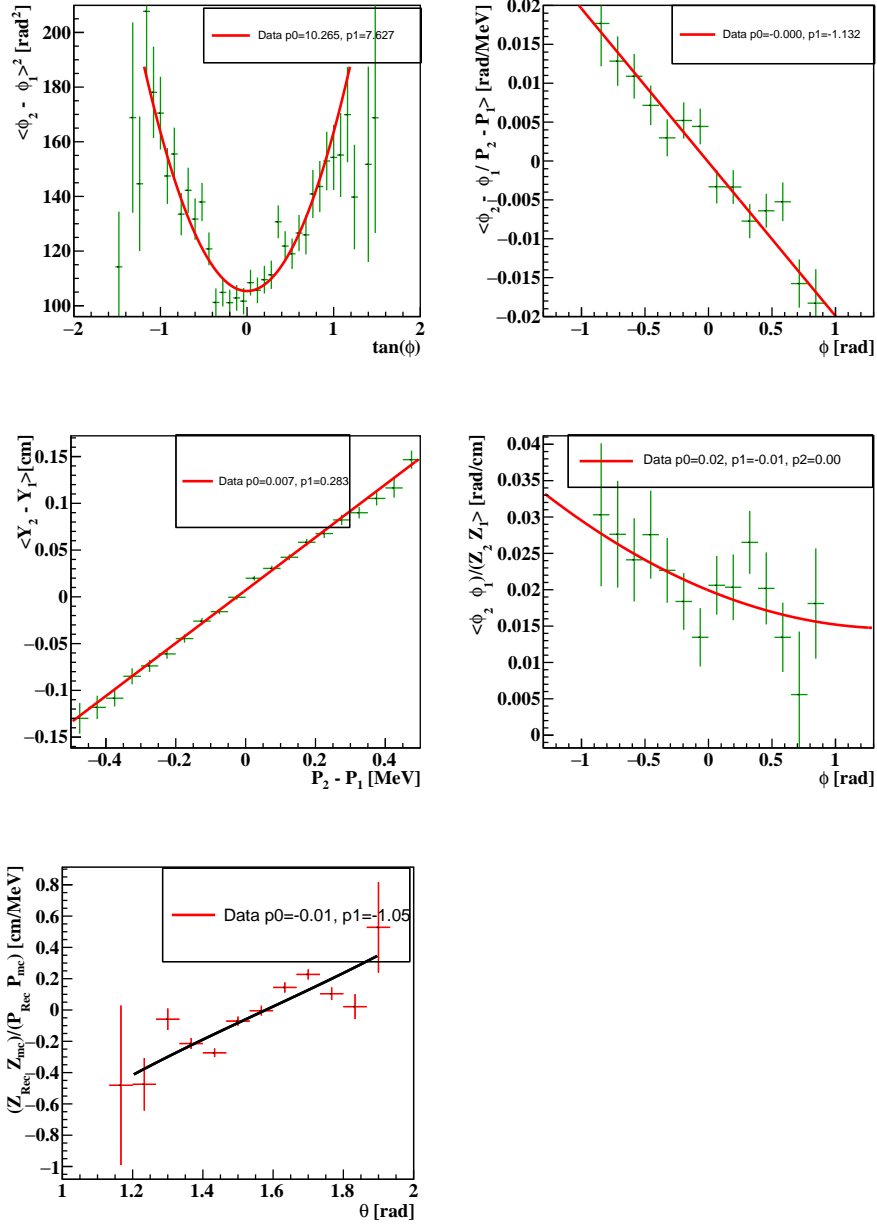 Data p0=10.265, p1=7.627
<ϕ₂ - ϕ₁>² [rad²]
200
180
160
140
120
100
−2 −1 0 1 2
tan(ϕ)
Data p0=-0.000, p1=-1.132
<ϕ₂- ϕ₁/ P₂ - P₁> [rad/MeV]
0.02
0.015
0.01
0.005
0
−0.005
−0.01
−0.015
−0.02
−1 −0.5 0 0.5 1
ϕ [rad]
Data p0=0.007, p1=0.283
<Y₂ - Y₁>[cm]
0.15
0.1
0.05
0
−0.05
−0.1
−0.15
−0.4 −0.2 0 0.2 0.4
P₂ - P₁ [MeV]
Data p0=0.02, p1=-0.01, p2=0.00
<ϕ₂ ϕ₁)/(Z₂ Z₁> [rad/cm]
0.04
0.035
0.03
0.025
0.02
0.015
0.01
0.005
0
−1 −0.5 0 0.5 1
ϕ [rad]
Data p0=-0.01, p1=-1.05
(Z_Rec Z_mc)/(P_Rec P_mc) [cm/MeV]
0.8
0.6
0.4
0.2
0
−0.2
−0.4
−0.6
−0.8
−1
1 1.2 1.4 1.6 1.8 2
θ [rad]